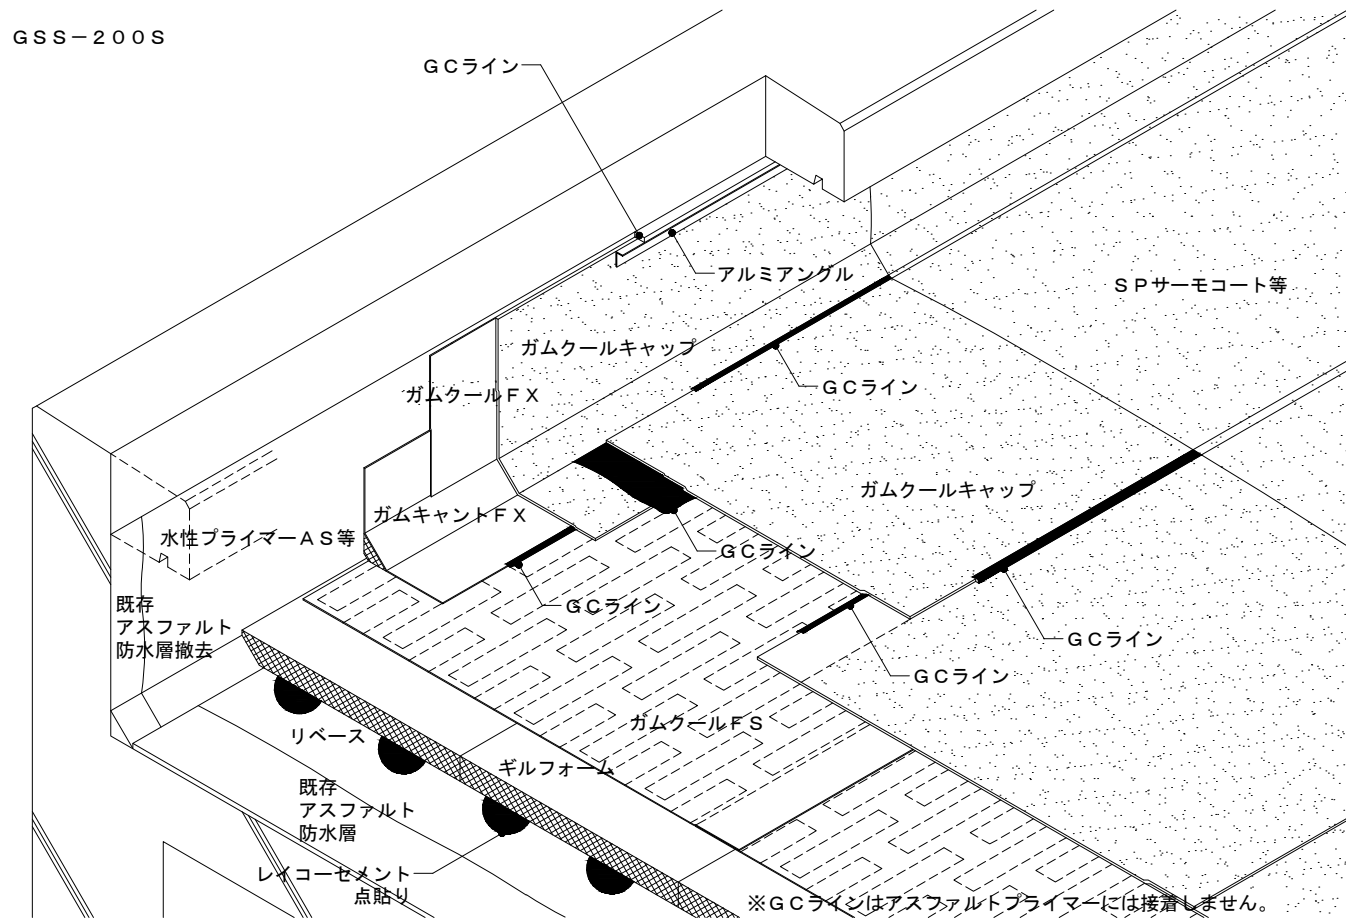 GSS-200S
GCライン
アルミアングル
SPサーモコート等
ガムクールキャップ
GCライン
ガムクールFX
ガムクールキャップ
ガムキャントFX
水性プライマーAS等
GCライン
GCライン
既存
アスファルト
防水層撤去
GCライン
GCライン
ガムクールFS
リベース
ギルフォーム
既存
アスファルト
防水層
レイコーセメント
点貼り
※GCラインはアスファルトプライマーには接着しません。